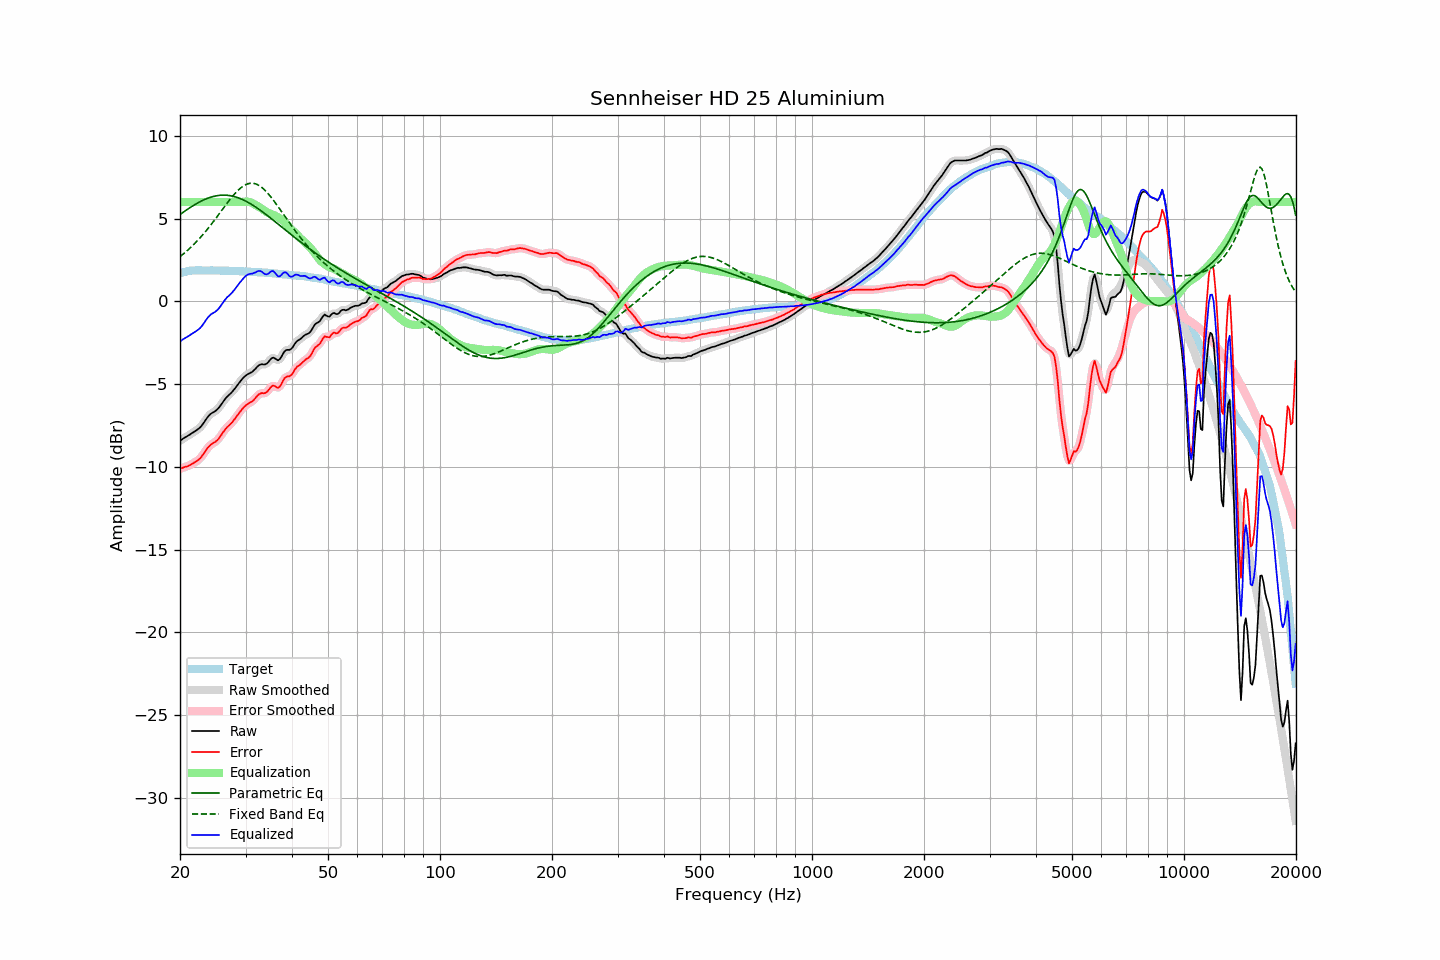 Sennheiser HD 25 Aluminium
10
5
0
−5
−10
−15
−20
−25
−30
Amplitude (dBr)
Target
Raw Smoothed
Error Smoothed
Raw
Error
Equalization
Parametric Eq
Fixed Band Eq
Equalized
20 50 100 200 500 1000 2000 5000 10000 20000
Frequency (Hz)